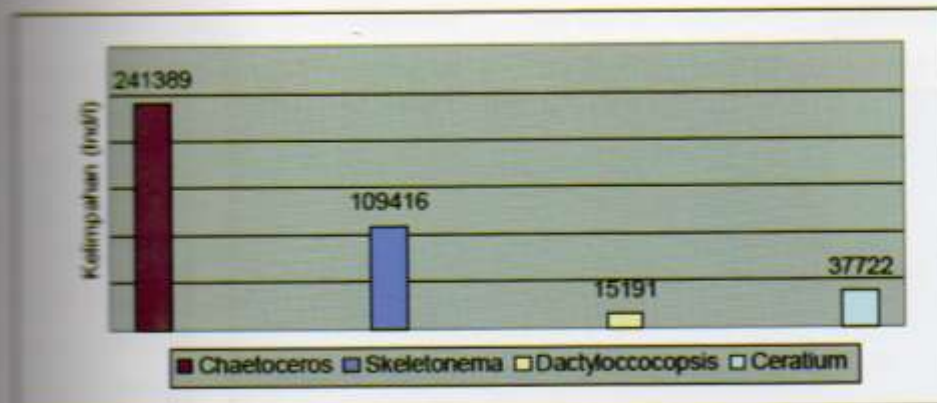 241389
109416
15191
37722
Kelimpahan (Ind/l)
Chaetoceros Skeletonema Dactyloccocopsis Ceratium